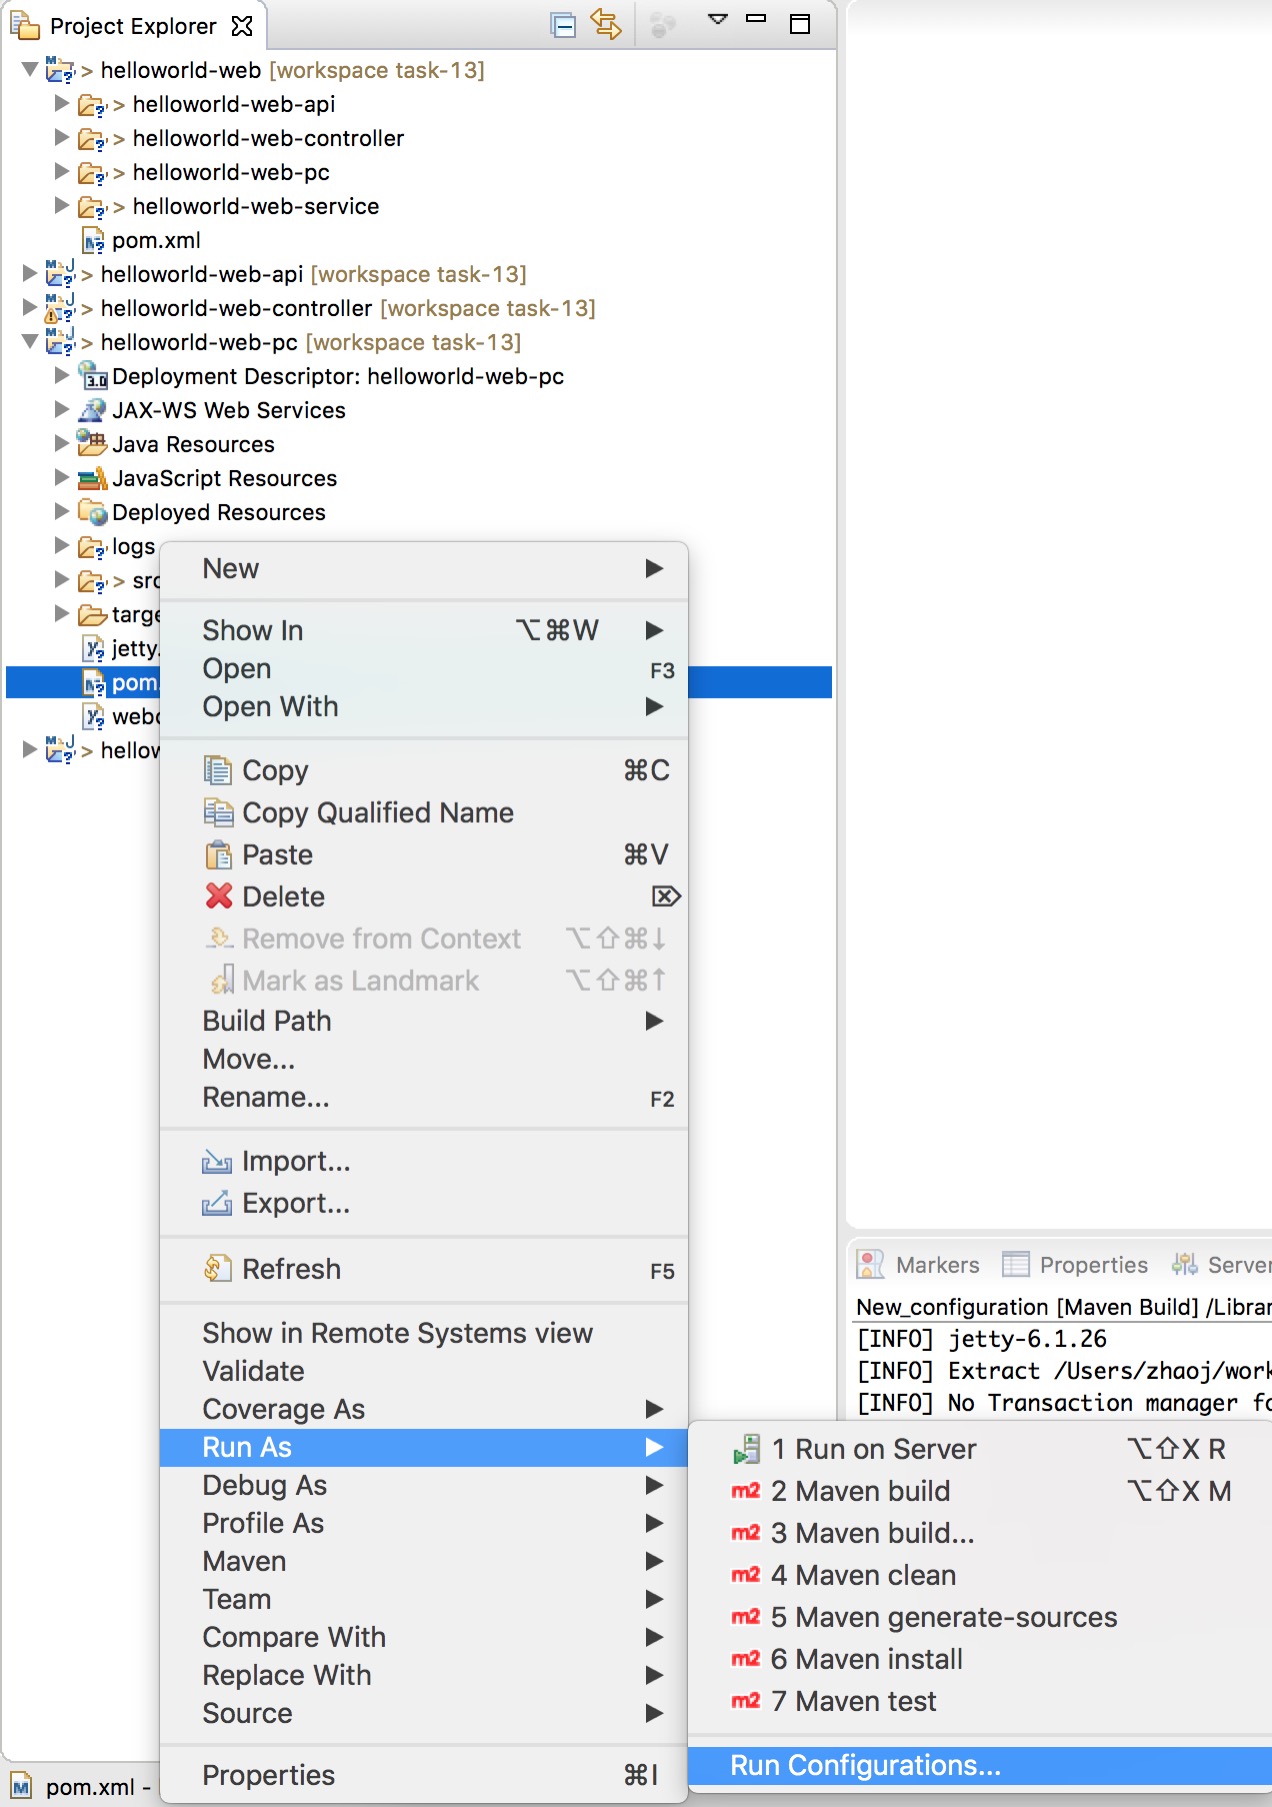 Project Explorer
> helloworld-web [workspace task-13]
> helloworld-web-api
> helloworld-web-controller
> helloworld-web-pc
> helloworld-web-service
pom.xml
> helloworld-web-api [workspace task-13]
> helloworld-web-controller [workspace task-13]
> helloworld-web-pc [workspace task-13]
3.0 Deployment Descriptor: helloworld-web-pc
JAX-WS Web Services
Java Resources
JavaScript Resources
Deployed Resources
logs
> src
targe
jetty.
pom.
webc
> hellow
New
Show In ⌥⌘W
Open F3
Open With
Copy ⌘C
Copy Qualified Name
Paste ⌘V
Delete ⌦
Remove from Context ⌥⇧⌘↓
Mark as Landmark ⌥⇧⌘↑
Build Path
Move...
Rename... F2
Import...
Export...
Refresh F5
Show in Remote Systems view
Validate
Coverage As
Run As
Debug As
Profile As
Maven
Team
Compare With
Replace With
Source
Properties ⌘I
Markers Properties Server
New_configuration [Maven Build] /Librar
[INFO] jetty-6.1.26
[INFO] Extract /Users/zhaoj/work
[INFO] No Transaction manager fo
1 Run on Server ⌥⇧X R
m2 2 Maven build ⌥⇧X M
m2 3 Maven build...
m2 4 Maven clean
m2 5 Maven generate-sources
m2 6 Maven install
m2 7 Maven test
Run Configurations...
pom.xml -